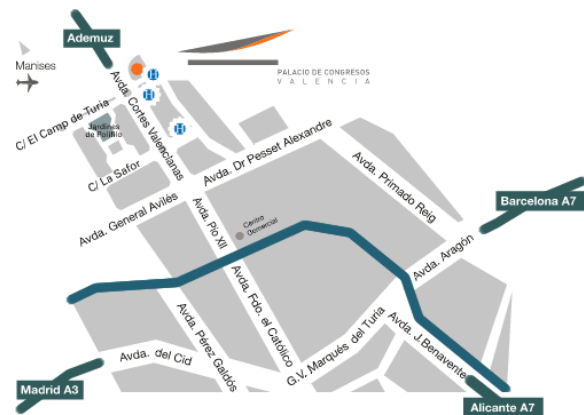 Ademuz
Manises
PALACIO DE CONGRESOS
VALENCIA
H
H
H
Avda. Cortes Valencianas
C/ El Camp de Turia
Jardines
de Polifilo
C/ La Safor
Avda. Dr Pesset Alexandre
Avda. General Avilés
Avda. Primado Reig
Barcelona A7
Avda. Pío XII
Centro
Comercial
Avda. Aragón
Avda. Fdo. el Católico
Avda. Pérez Galdós
G.V. Marqués del Turia
Avda. J.Benavente
Avda. del Cid
Madrid A3
Alicante A7